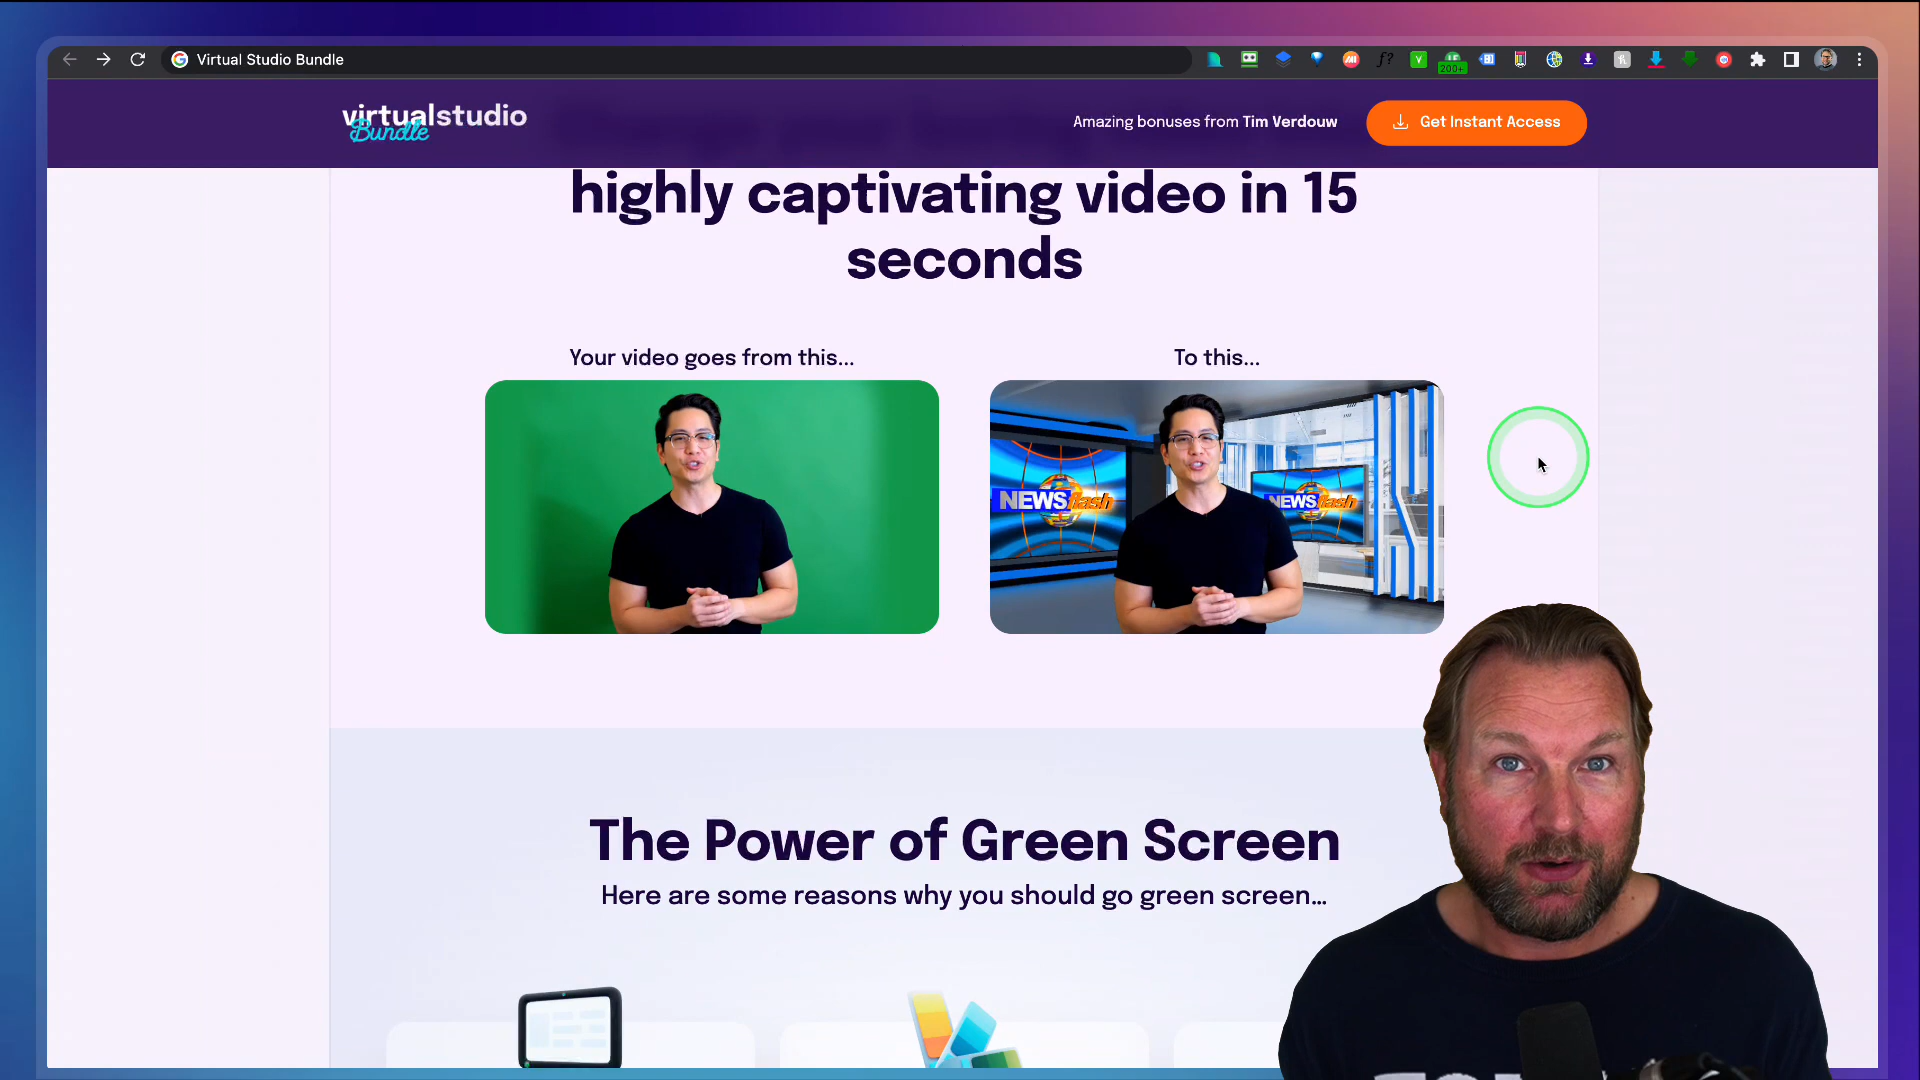 Virtual Studio Bundle
200+
virtualstudio
Bundle
Amazing bonuses from Tim Verdouw
Get Instant Access
highly captivating video in 15
seconds
Your video goes from this...
To this...
NEWS flash
NEWS flash
The Power of Green Screen
Here are some reasons why you should go green screen...